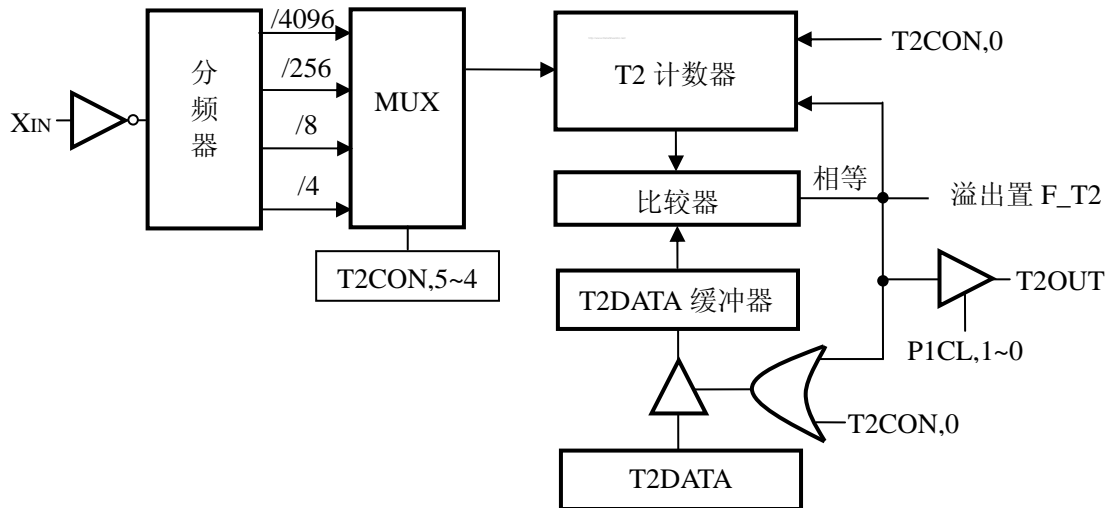 /4096
T2CON,0
分频器
/256
T2 计数器
MUX
XIN
/8
相等
/4
比较器
溢出置 F_T2
T2CON,5~4
T2DATA 缓冲器
T2OUT
P1CL,1~0
T2CON,0
T2DATA